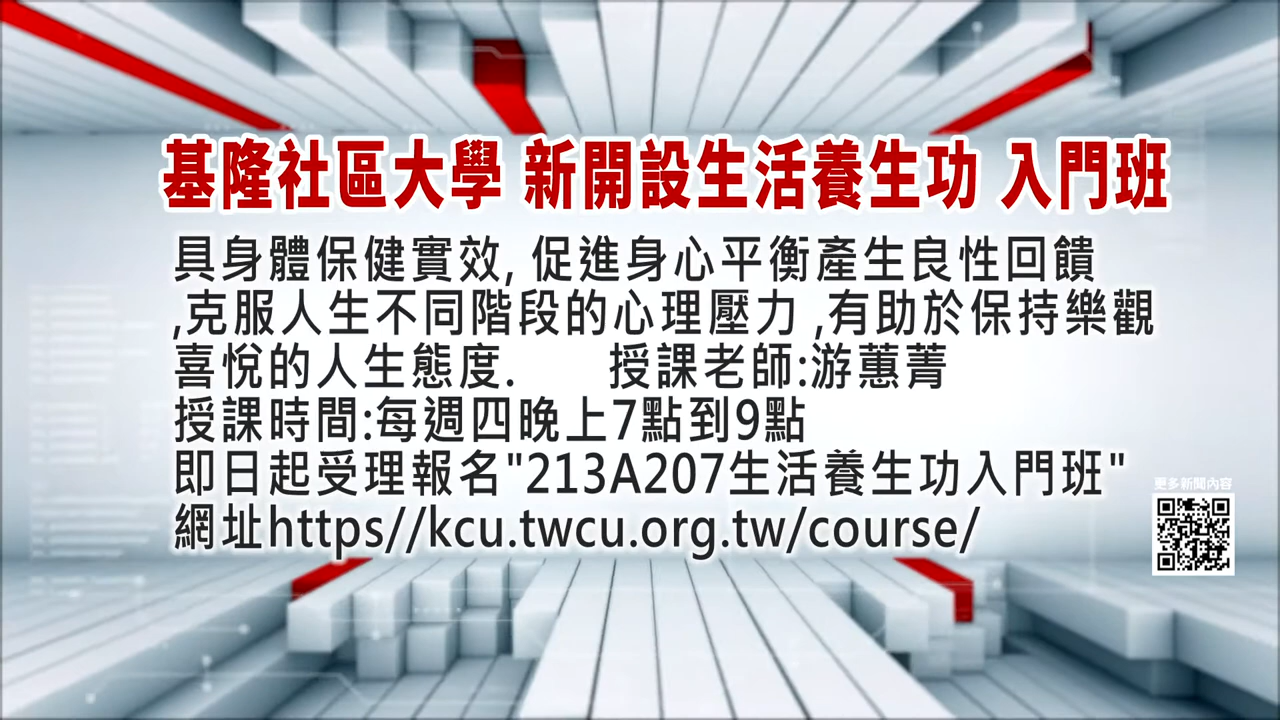 基隆社區大學 新開設生活養生功 入門班
具身體保健實效, 促進身心平衡產生良性回饋
,克服人生不同階段的心理壓力 ,有助於保持樂觀
喜悅的人生態度. 授課老師:游蕙菁
授課時間:每週四晚上7點到9點
即日起受理報名"213A207生活養生功入門班"
網址https//kcu.twcu.org.tw/course/
更多新聞內容